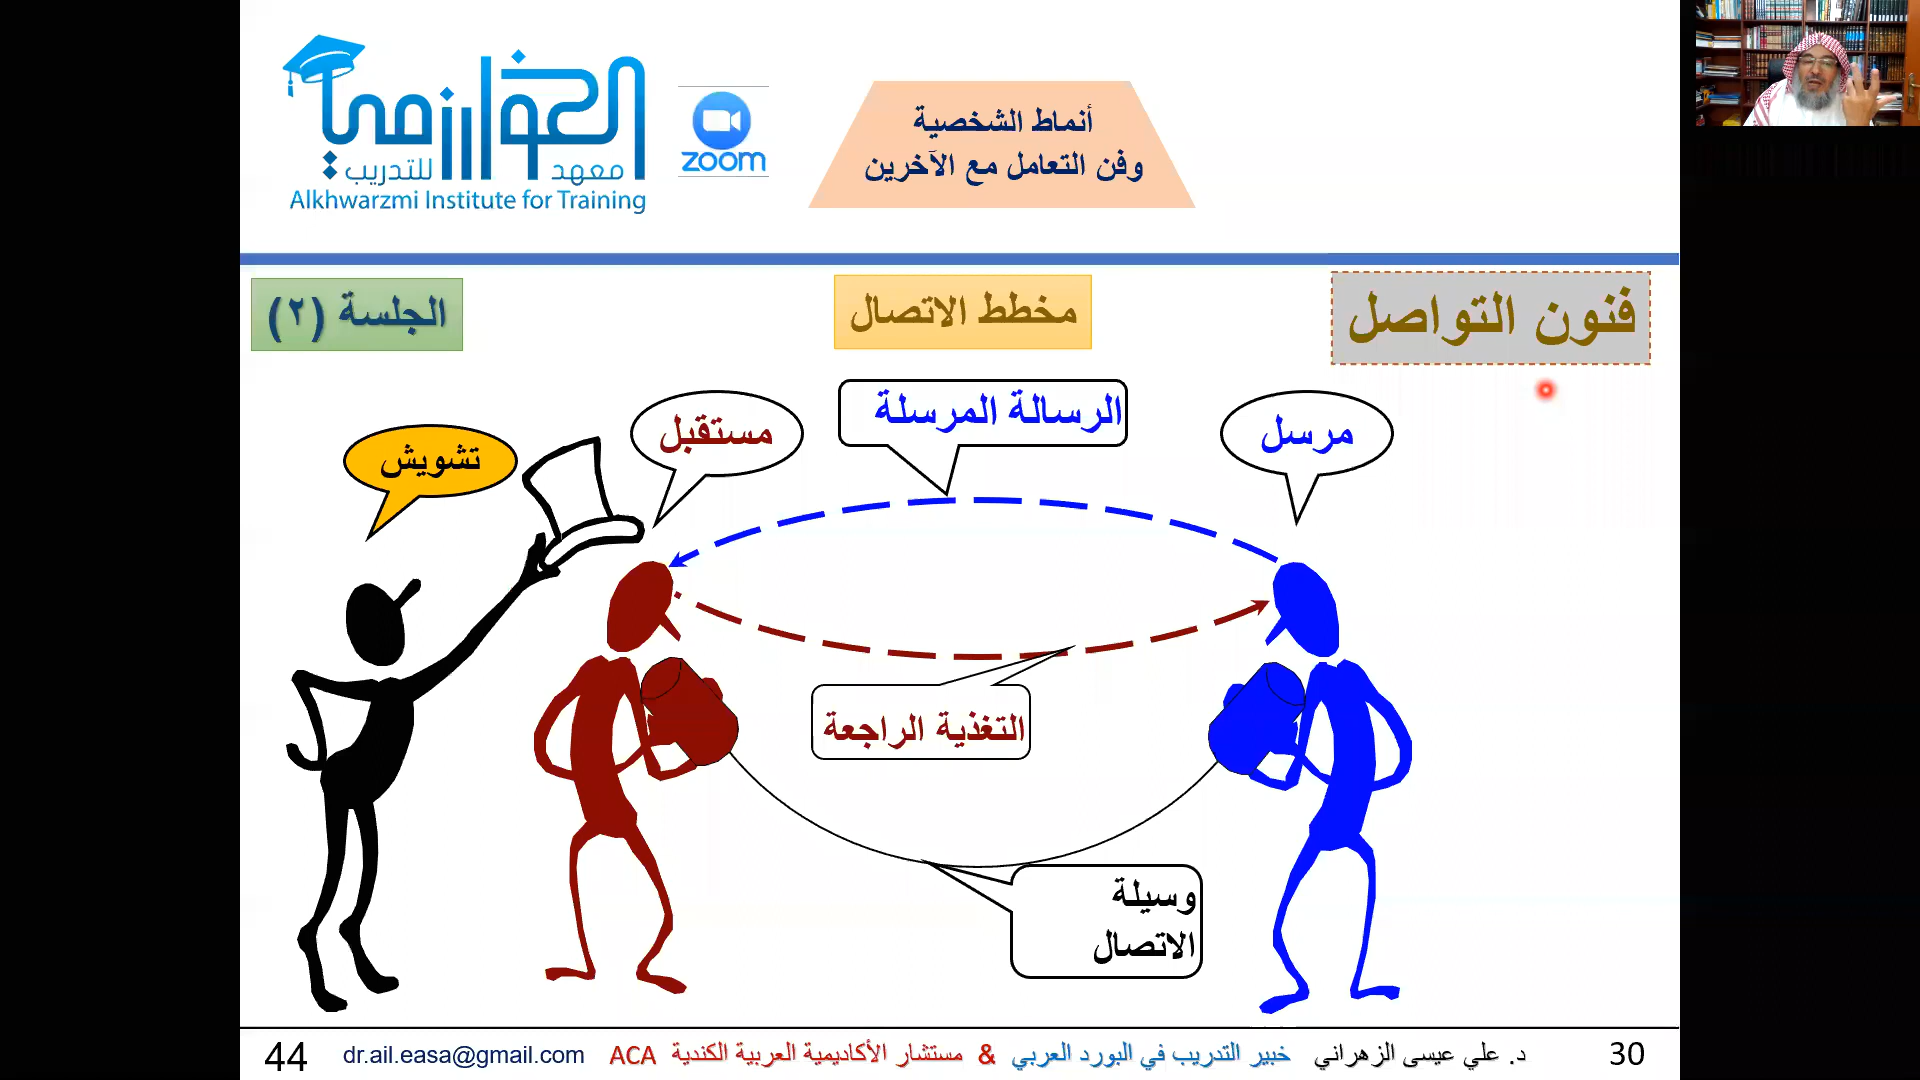 الخوارزمي
معهد للتدريب
Alkhwarzmi Institute for Training
zoom
أنماط الشخصية
وفن التعامل مع الآخرين
فنون التواصل
مخطط الاتصال
الجلسة (٢)
مرسل
الرسالة المرسلة
مستقبل
تشويش
التغذية الراجعة
وسيلة
الاتصال
30 د. علي عيسى الزهراني خبير التدريب في البورد العربي & مستشار الأكاديمية العربية الكندية ACA dr.ail.easa@gmail.com 44